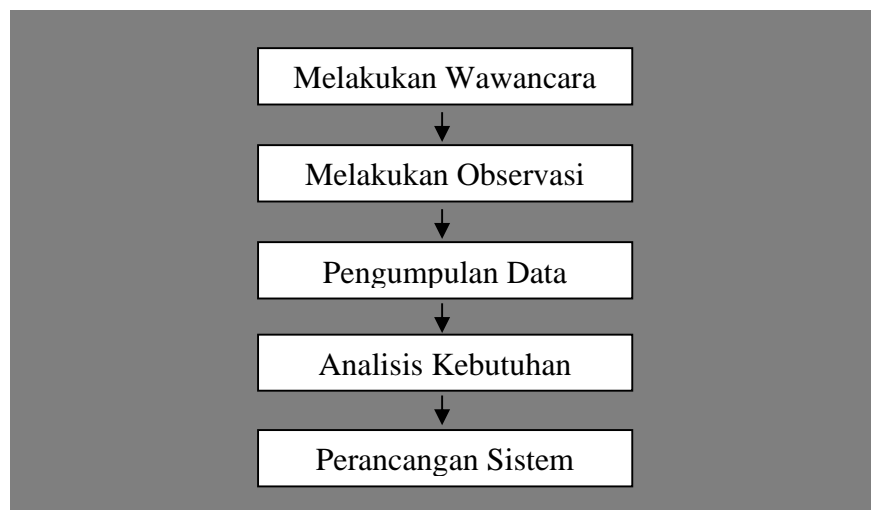 Melakukan Wawancara
Melakukan Observasi
Pengumpulan Data
Analisis Kebutuhan
Perancangan Sistem